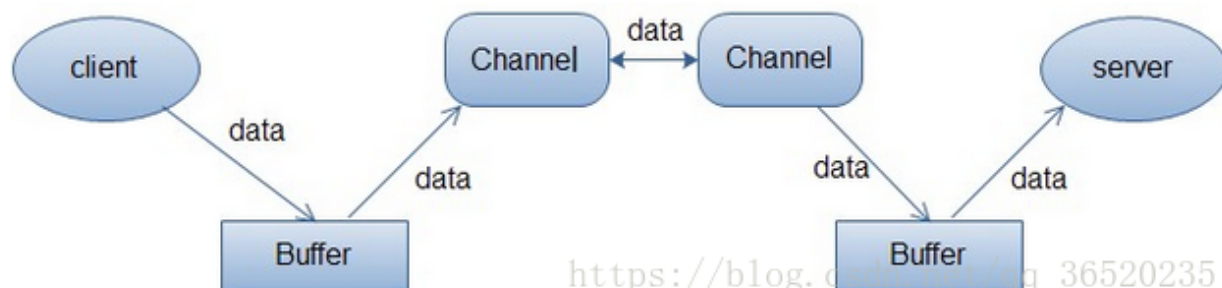 client
data
Buffer
data
Channel
data
Channel
data
Buffer
data
server
https://blog.
36520235